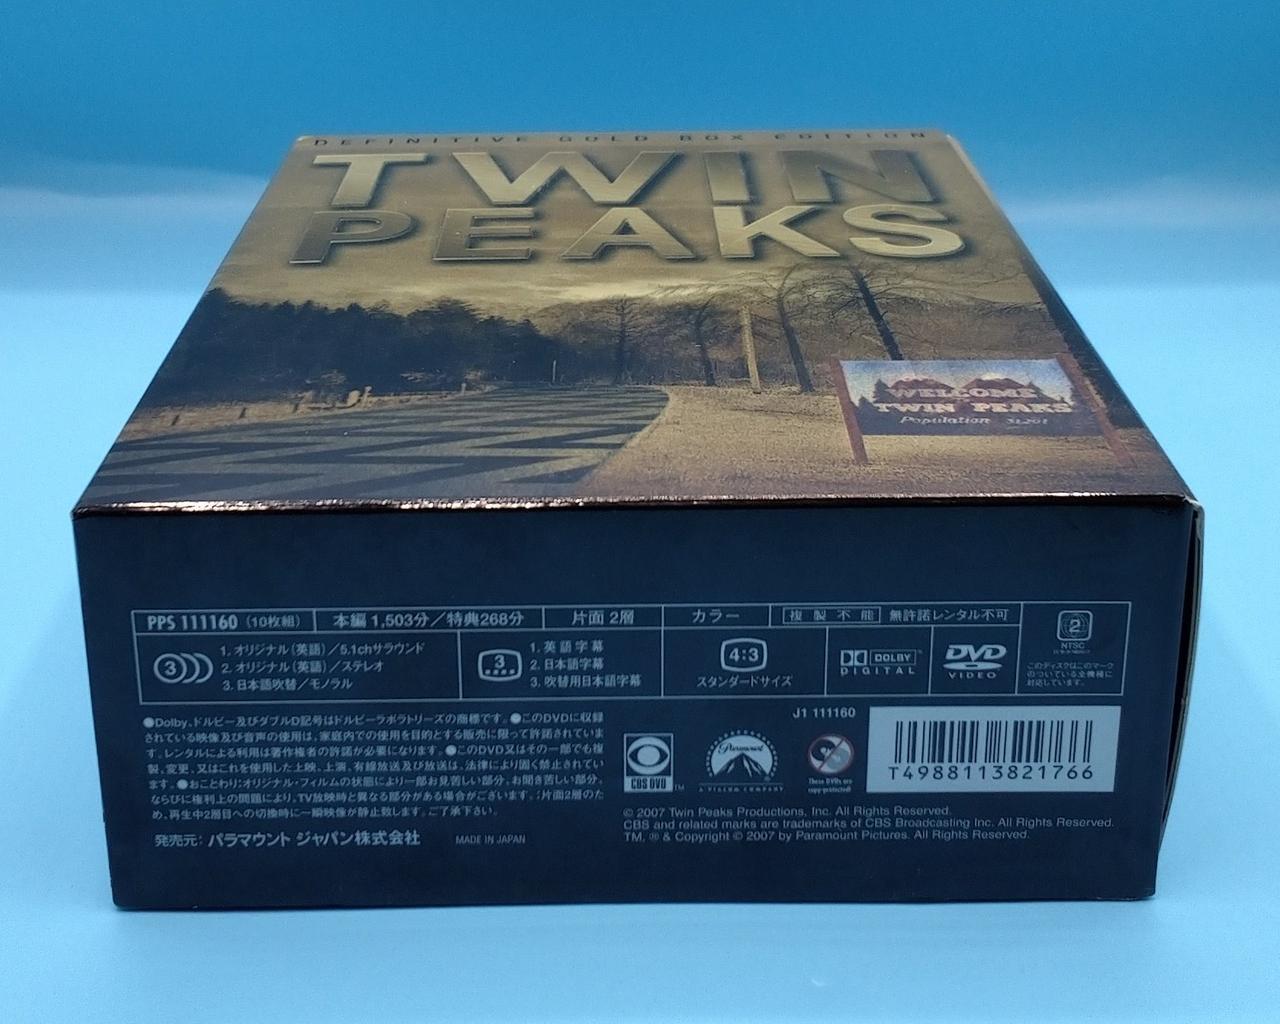 DEFINITIVE GOLD BOX EDITION
TWIN
PEAKS
WELCOME
TWIN PEAKS
Population 51,201
PPS 111160 (10枚組) 本編 1,503分/特典268分 片面 2層 カラー 複製不能 無許諾レンタル不可
3 1. オリジナル(英語)/5.1chサラウンド
2. オリジナル(英語)/ステレオ
3. 日本語吹替/モノラル
3 1. 英語字幕
2. 日本語字幕
3. 吹替用日本語字幕
4:3
スタンダードサイズ
DOLBY
DIGITAL
DVD
VIDEO
2
NTSC
このディスクはこのマーク
のついている全機種に
対応しています。
●Dolby、ドルビー及びダブルD記号はドルビーラボラトリーズの商標です。●このDVDに収録
されている映像及び音声の使用は、家庭内での使用を目的とする販売に限って許諾されていま
す。レンタルによる利用は著作権者の許諾が必要になります。●このDVD又はその一部でも複
製、変更、又はこれを使用した上映、上演、有線放送及び放送は、法律により固く禁止されていま
す。●おことわり:オリジナル・フィルムの状態により一部お見苦しい部分、お聞き苦しい部分、
ならびに権利上の問題により、TV放映時と異なる部分がある場合がございます。片面2層のた
め、再生中2層目への切換時に一瞬映像が静止致します。ご了承下さい。
発売元: パラマウント ジャパン株式会社 MADE IN JAPAN
CBS DVD
TM
Paramount
A VIACOM COMPANY
These DVDs are
copy-protected!
J1 111160
T4988113821766
© 2007 Twin Peaks Productions, Inc. All Rights Reserved.
CBS and related marks are trademarks of CBS Broadcasting Inc. All Rights Reserved.
TM, ® & Copyright © 2007 by Paramount Pictures. All Rights Reserved.